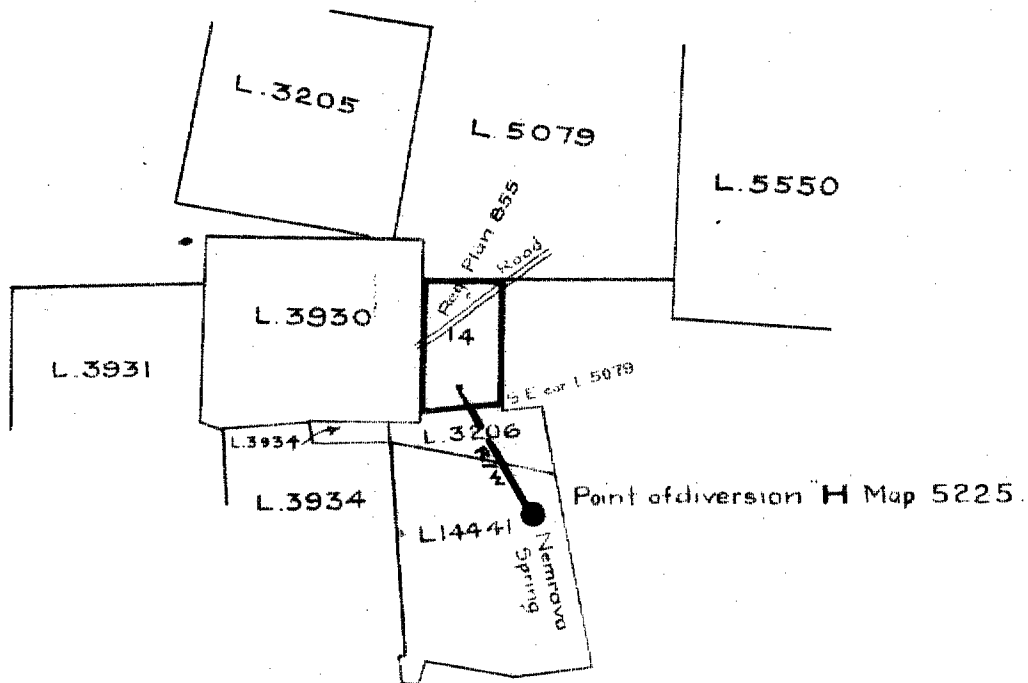 L.3205
L.5079
L.5550
Reg. Plan 855
Road
L.3930
14
L.3931
S E cor L 5079
L.3934
L.3206
L.3934
Point of diversion "H Map 5225.
L14441
Nemrava
Spring